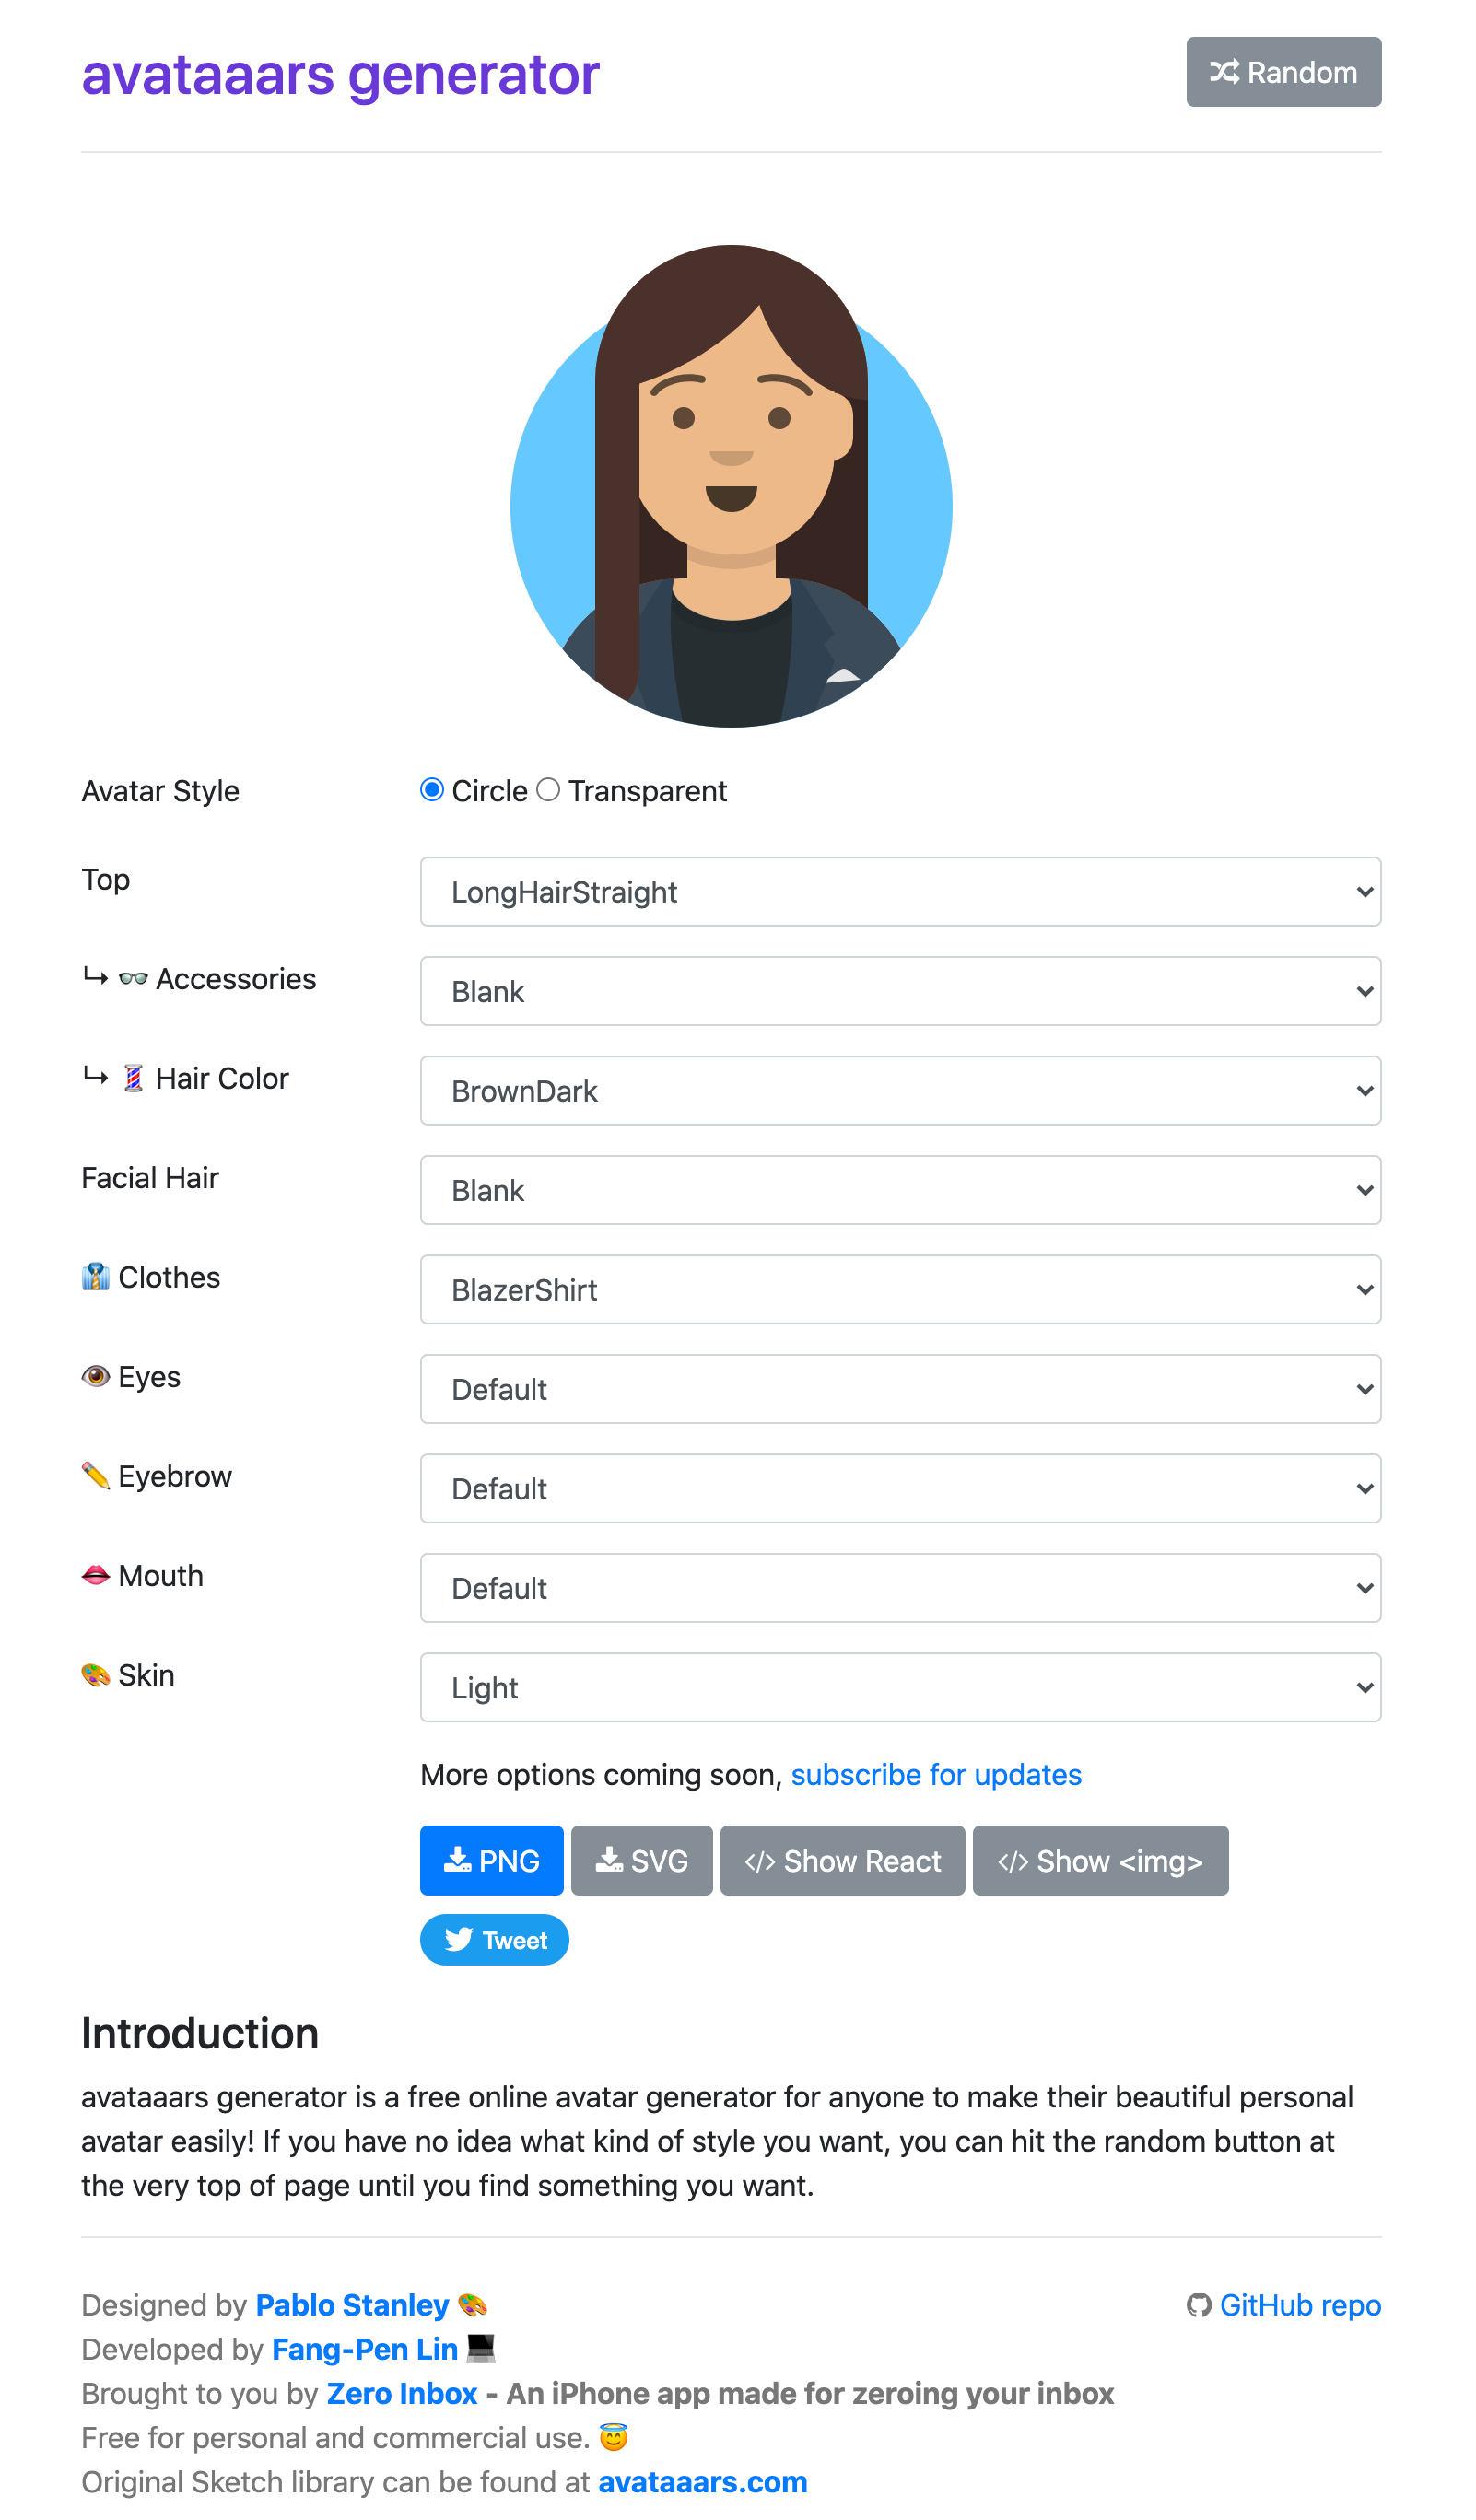 avataaars generator
Random
Avatar Style
Circle Transparent
Top
LongHairStraight
↳ 👓 Accessories
Blank
↳ 💈 Hair Color
BrownDark
Facial Hair
Blank
👔 Clothes
BlazerShirt
👁 Eyes
Default
✏️ Eyebrow
Default
👄 Mouth
Default
🎨 Skin
Light
More options coming soon, subscribe for updates
PNG SVG </> Show React </> Show <img>
Tweet
Introduction
avataaars generator is a free online avatar generator for anyone to make their beautiful personal
avatar easily! If you have no idea what kind of style you want, you can hit the random button at
the very top of page until you find something you want.
Designed by Pablo Stanley 🎨
GitHub repo
Developed by Fang-Pen Lin 💻
Brought to you by Zero Inbox - An iPhone app made for zeroing your inbox
Free for personal and commercial use. 😇
Original Sketch library can be found at avataaars.com